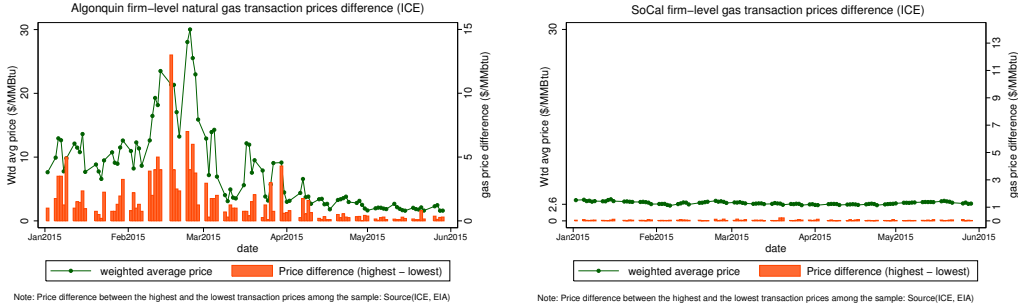 Algonquin firm−level natural gas transaction prices difference (ICE)
Wtd avg price ($/MMBtu)
30
20
10
0
15
10
5
0
gas price difference ($/MMbtu)
Jan2015 Feb2015 Mar2015 Apr2015 May2015 Jun2015
date
weighted average price Price difference (highest − lowest)
Note: Price difference between the highest and the lowest transaction prices among the sample: Source(ICE, EIA)
SoCal firm−level gas transaction prices difference (ICE)
Wtd avg price ($/MMBtu)
30
2.6
0
13
11
9
7
5
3
1
0
gas price difference ($/MMbtu)
Jan2015 Feb2015 Mar2015 Apr2015 May2015 Jun2015
date
weighted average price Price difference (highest − lowest)
Note: Price difference between the highest and the lowest transaction prices among the sample: Source(ICE, EIA)